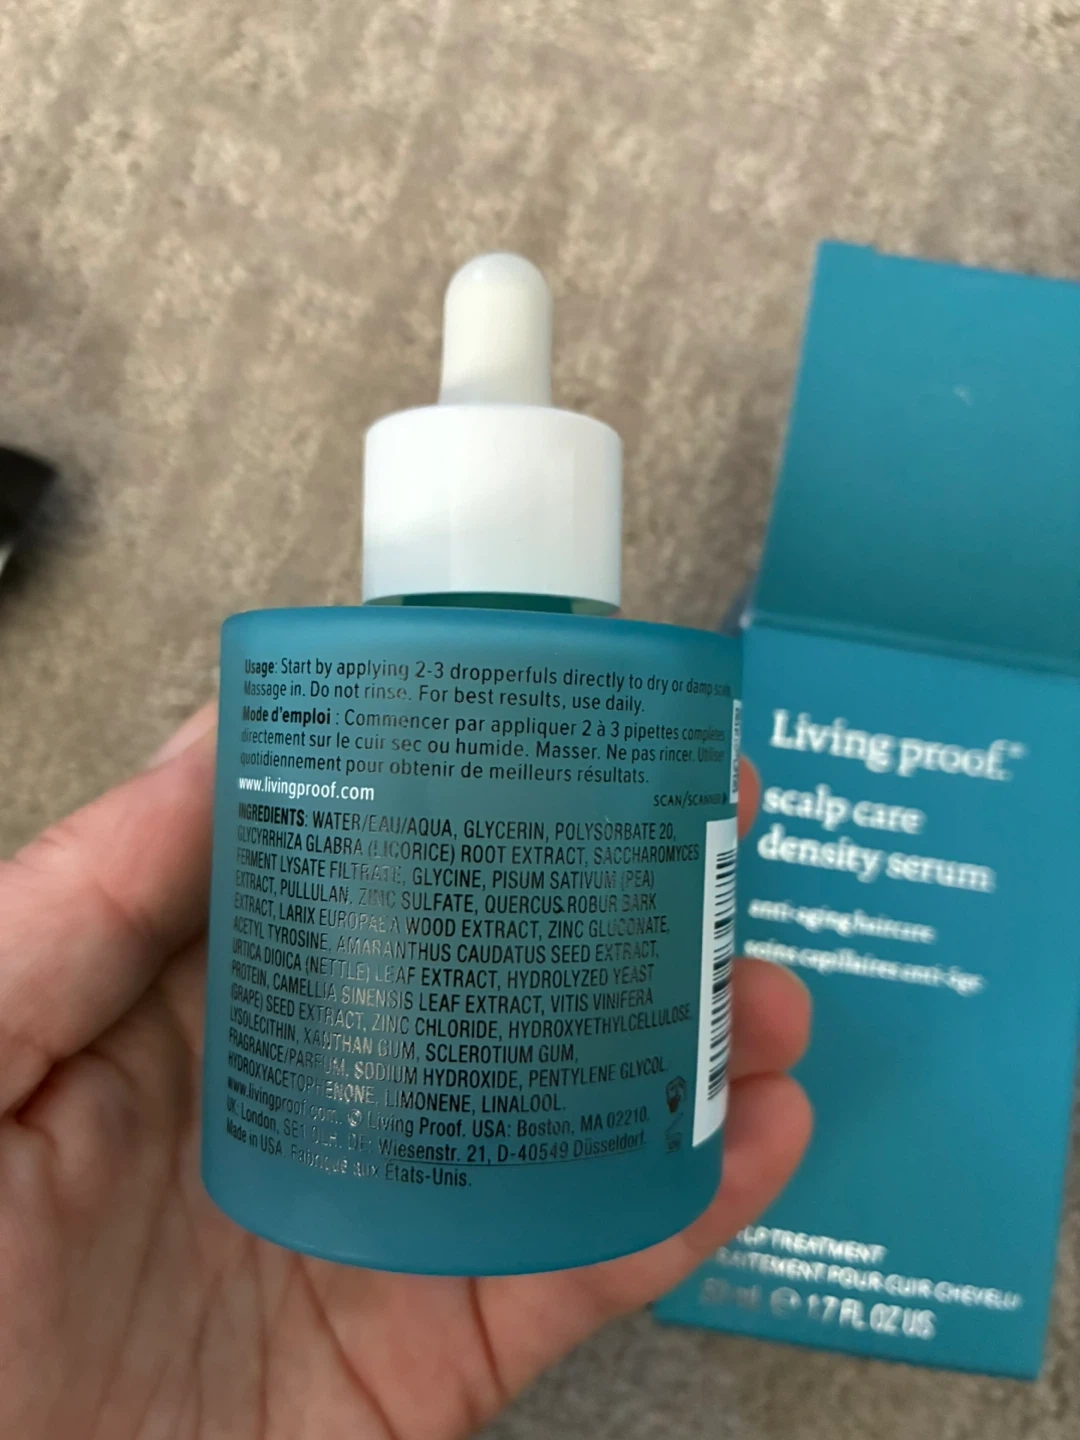 Usage: Start by applying 2-3 dropperfuls directly to dry or damp scalp.
Massage in. Do not rinse. For best results, use daily.
Mode d'emploi : Commencer par appliquer 2 à 3 pipettes complètes
directement sur le cuir sec ou humide. Masser. Ne pas rincer. Utiliser
quotidiennement pour obtenir de meilleurs résultats.
www.livingproof.com
SCAN/SCANNER
INGREDIENTS: WATER/EAU/AQUA, GLYCERIN, POLYSORBATE 20,
GLYCYRRHIZA GLABRA (LICORICE) ROOT EXTRACT, SACCHAROMYCES
FERMENT LYSATE FILTRATE, GLYCINE, PISUM SATIVUM (PEA)
EXTRACT, PULLULAN, ZINC SULFATE, QUERCUS ROBUR BARK
EXTRACT, LARIX EUROPAEA WOOD EXTRACT, ZINC GLUCONATE,
ACETYL TYROSINE, AMARANTHUS CAUDATUS SEED EXTRACT,
URTICA DIOICA (NETTLE) LEAF EXTRACT, HYDROLYZED YEAST
PROTEIN, CAMELLIA SINENSIS LEAF EXTRACT, VITIS VINIFERA
(GRAPE) SEED EXTRACT, ZINC CHLORIDE, HYDROXYETHYLCELLULOSE,
LYSOLECITHIN, XANTHAN GUM, SCLEROTIUM GUM,
FRAGRANCE/PARFUM, SODIUM HYDROXIDE, PENTYLENE GLYCOL,
HYDROXYACETOPHENONE, LIMONENE, LINALOOL.
www.livingproof.com. © Living Proof. USA: Boston, MA 02210.
UK: London, SE1 0LH. DE: Wiesenstr. 21, D-40549 Düsseldorf.
Made in USA. Fabriqué aux États-Unis.
Living proof.
scalp care
density serum
anti-aging haircare
soins capillaires anti-âge
TREATMENT
TRAITEMENT POUR CUIR CHEVELU
50 mL ℮ 1.7 FL OZ US